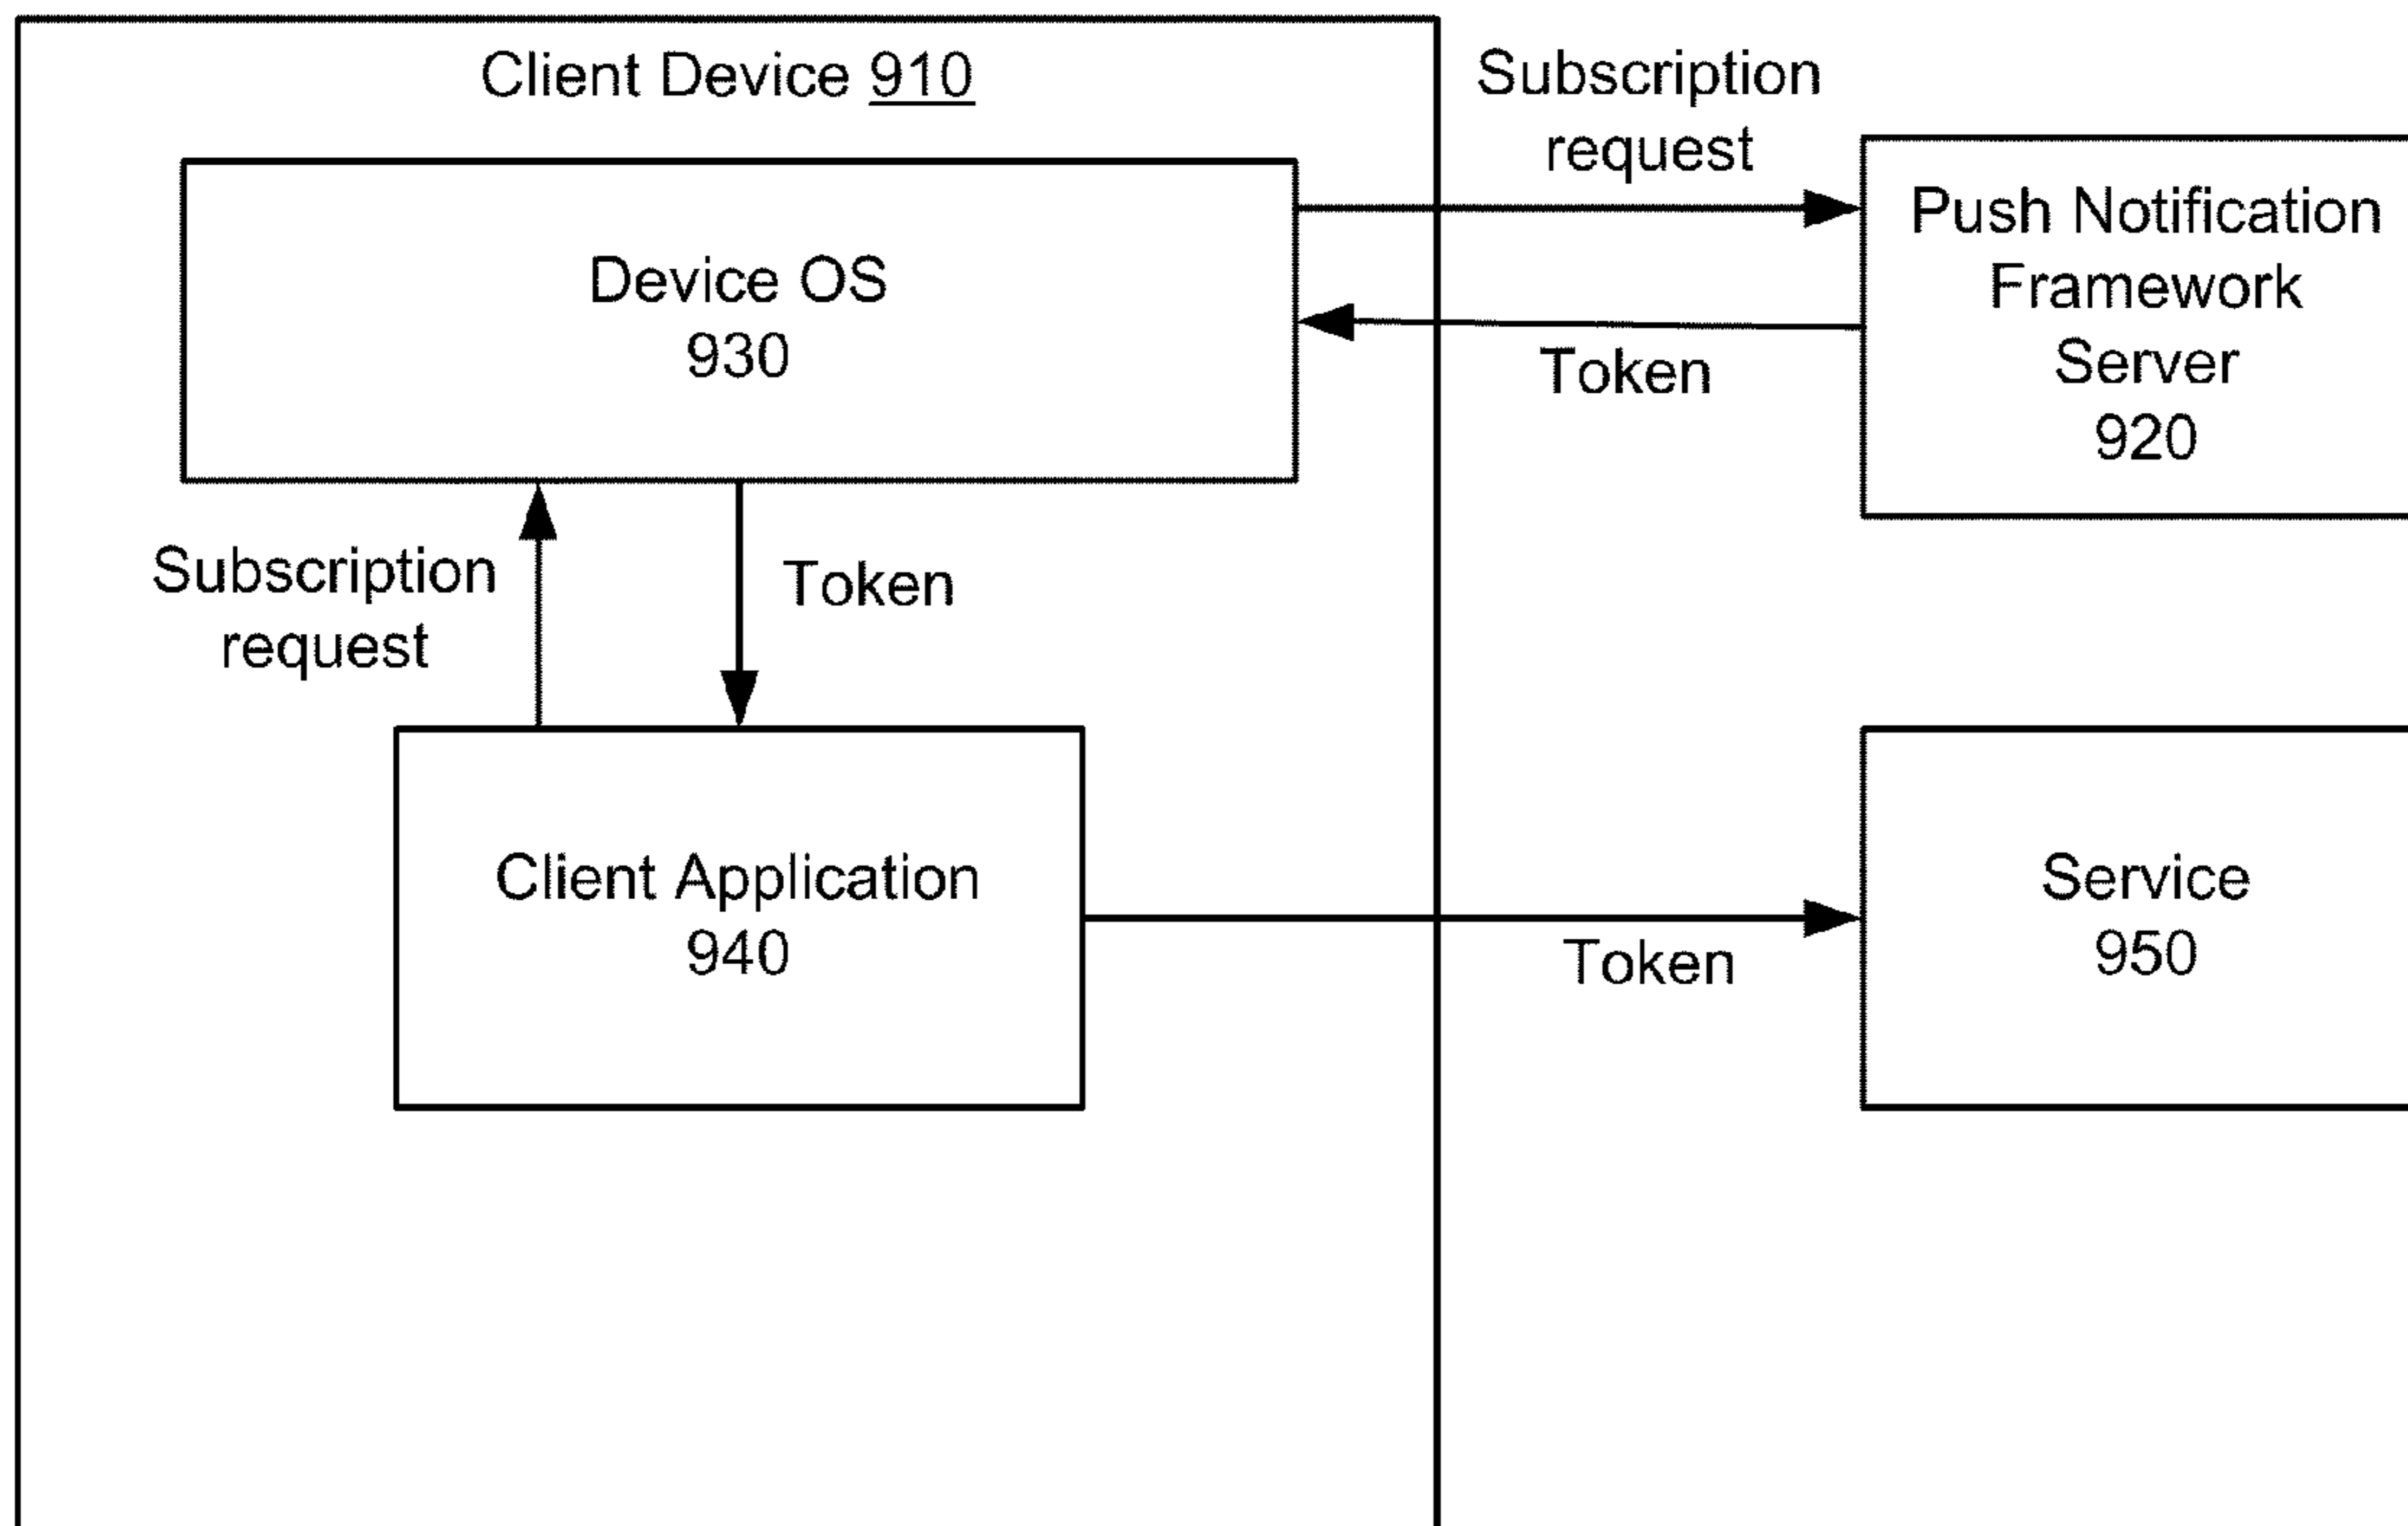 Client Device 910
Subscription
request
Push Notification
Framework
Server
920
Device OS
930
Token
Subscription
request
Token
Client Application
940
Service
950
Token